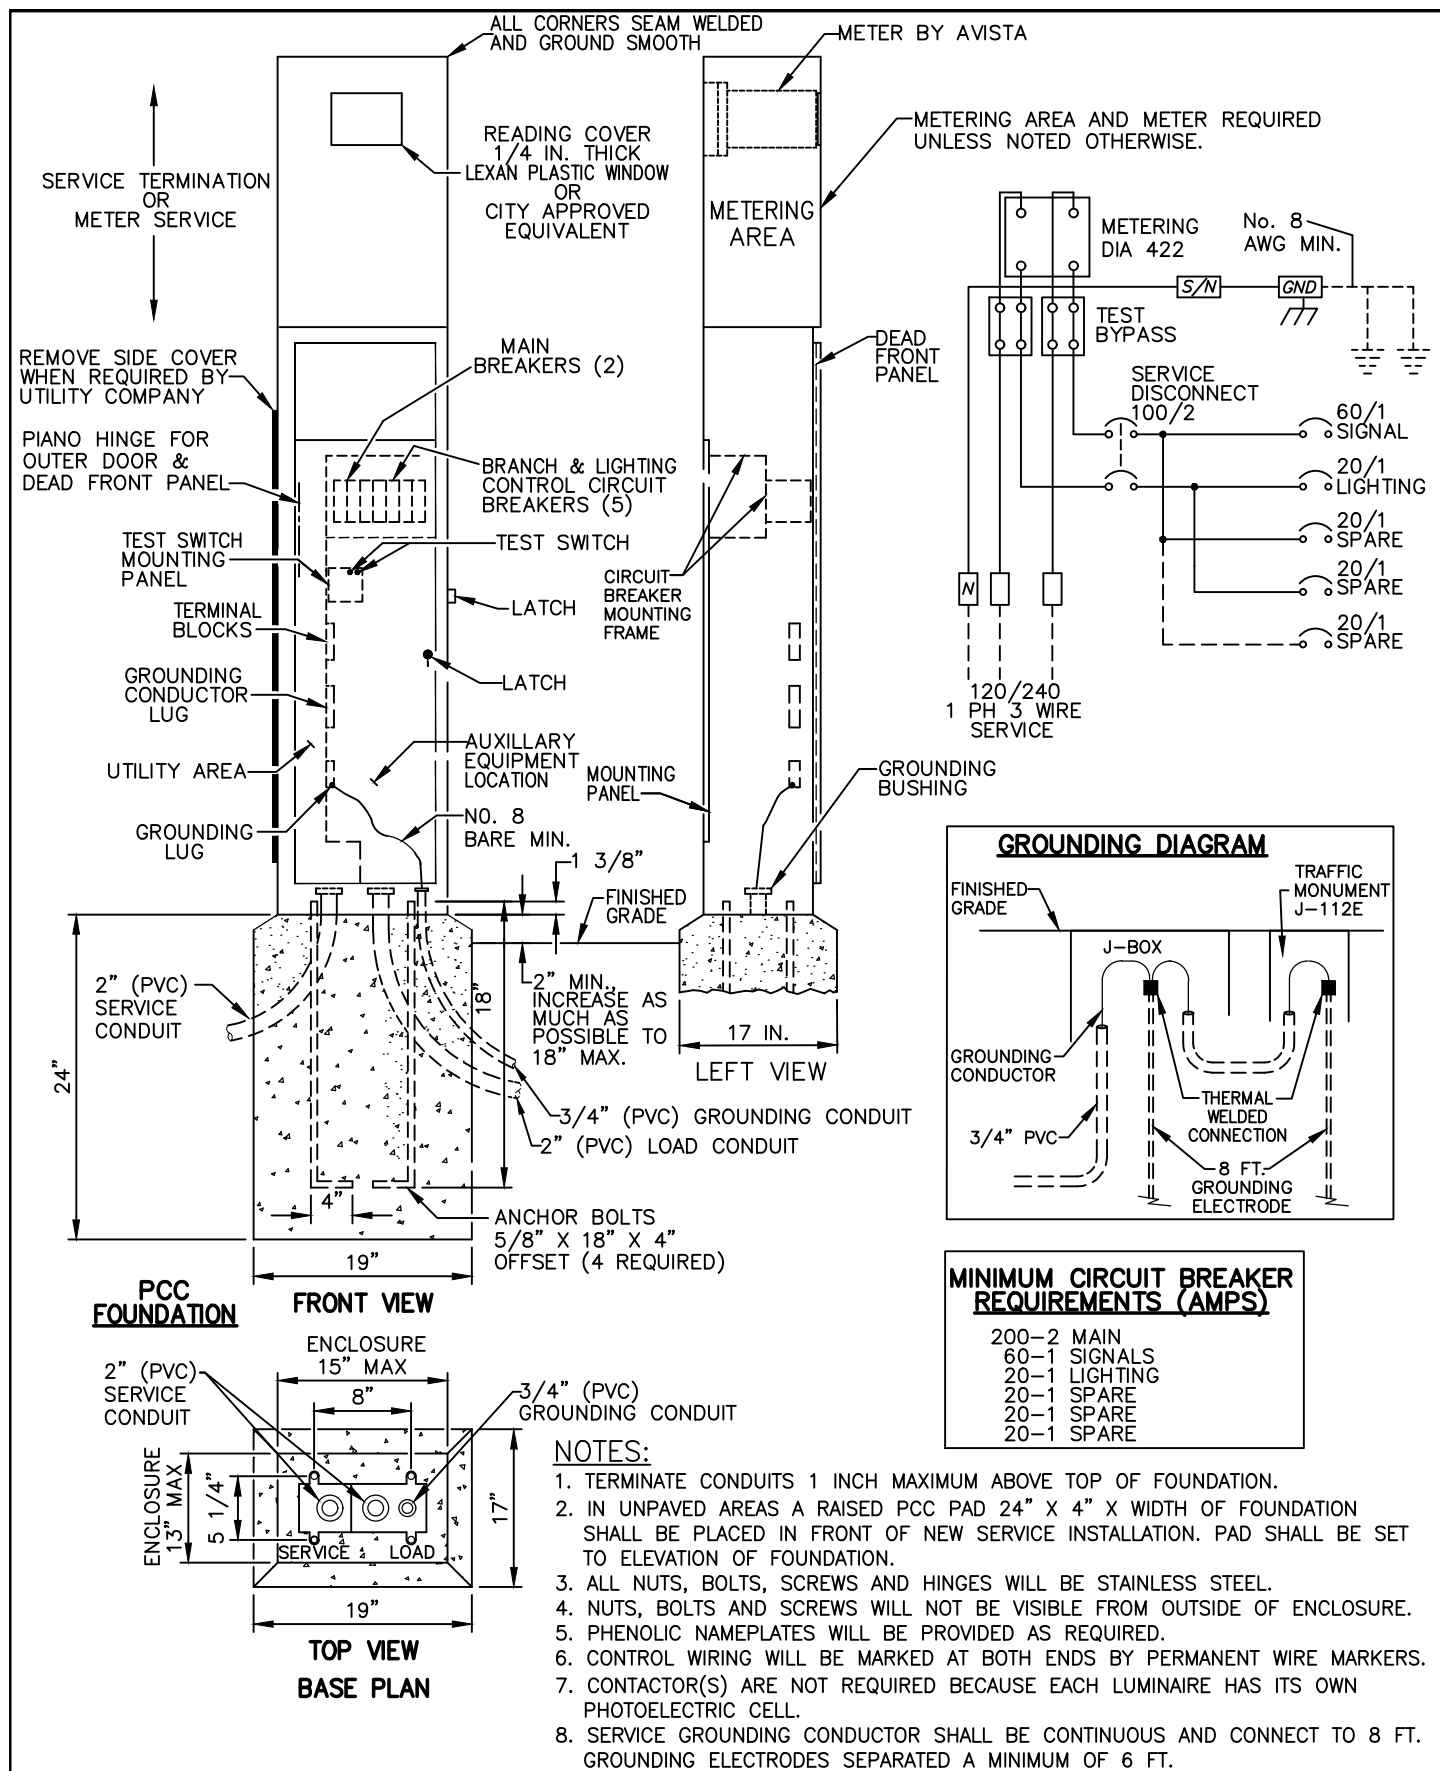 ALL CORNERS SEAM WELDED
AND GROUND SMOOTH
METER BY AVISTA
METERING AREA AND METER REQUIRED
UNLESS NOTED OTHERWISE.
READING COVER
1/4 IN. THICK
LEXAN PLASTIC WINDOW
OR
CITY APPROVED
EQUIVALENT
SERVICE TERMINATION
OR
METER SERVICE
METERING
AREA
METERING
DIA 422
No. 8
AWG MIN.
S/N
GND
TEST
BYPASS
DEAD
FRONT
PANEL
REMOVE SIDE COVER
WHEN REQUIRED BY
UTILITY COMPANY
MAIN
BREAKERS (2)
SERVICE
DISCONNECT
100/2
60/1
SIGNAL
20/1
LIGHTING
20/1
SPARE
20/1
SPARE
20/1
SPARE
PIANO HINGE FOR
OUTER DOOR &
DEAD FRONT PANEL
BRANCH & LIGHTING
CONTROL CIRCUIT
BREAKERS (5)
TEST SWITCH
MOUNTING
PANEL
TEST SWITCH
CIRCUIT
BREAKER
MOUNTING
FRAME
TERMINAL
BLOCKS
LATCH
N
GROUNDING
CONDUCTOR
LUG
LATCH
120/240
1 PH 3 WIRE
SERVICE
UTILITY AREA
AUXILLARY
EQUIPMENT
LOCATION
MOUNTING
PANEL
GROUNDING
BUSHING
GROUNDING
LUG
NO. 8
BARE MIN.
1 3/8"
FINISHED
GRADE
GROUNDING DIAGRAM
FINISHED
GRADE
TRAFFIC
MONUMENT
J-112E
J-BOX
GROUNDING
CONDUCTOR
THERMAL
WELDED
CONNECTION
3/4" PVC
8 FT.
GROUNDING
ELECTRODE
2" (PVC)
SERVICE
CONDUIT
18"
2" MIN.,
INCREASE AS
MUCH AS
POSSIBLE TO
18" MAX.
17 IN.
LEFT VIEW
24"
3/4" (PVC) GROUNDING CONDUIT
2" (PVC) LOAD CONDUIT
4"
ANCHOR BOLTS
5/8" X 18" X 4"
OFFSET (4 REQUIRED)
19"
PCC
FOUNDATION
FRONT VIEW
MINIMUM CIRCUIT BREAKER
REQUIREMENTS (AMPS)
200-2 MAIN
60-1 SIGNALS
20-1 LIGHTING
20-1 SPARE
20-1 SPARE
20-1 SPARE
ENCLOSURE
15" MAX
2" (PVC)
SERVICE
CONDUIT
8"
3/4" (PVC)
GROUNDING CONDUIT
ENCLOSURE
13" MAX
5 1/4"
17"
SERVICE
LOAD
19"
TOP VIEW
BASE PLAN
NOTES:
1. TERMINATE CONDUITS 1 INCH MAXIMUM ABOVE TOP OF FOUNDATION.
2. IN UNPAVED AREAS A RAISED PCC PAD 24" X 4" X WIDTH OF FOUNDATION
SHALL BE PLACED IN FRONT OF NEW SERVICE INSTALLATION. PAD SHALL BE SET
TO ELEVATION OF FOUNDATION.
3. ALL NUTS, BOLTS, SCREWS AND HINGES WILL BE STAINLESS STEEL.
4. NUTS, BOLTS AND SCREWS WILL NOT BE VISIBLE FROM OUTSIDE OF ENCLOSURE.
5. PHENOLIC NAMEPLATES WILL BE PROVIDED AS REQUIRED.
6. CONTROL WIRING WILL BE MARKED AT BOTH ENDS BY PERMANENT WIRE MARKERS.
7. CONTACTOR(S) ARE NOT REQUIRED BECAUSE EACH LUMINAIRE HAS ITS OWN
PHOTOELECTRIC CELL.
8. SERVICE GROUNDING CONDUCTOR SHALL BE CONTINUOUS AND CONNECT TO 8 FT.
GROUNDING ELECTRODES SEPARATED A MINIMUM OF 6 FT.